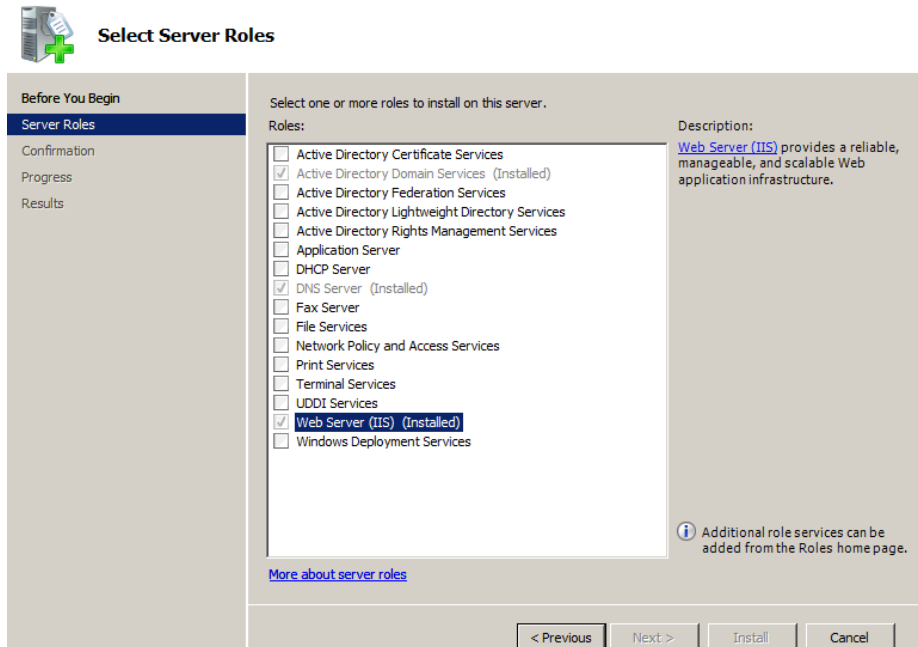 Select Server Roles
Before You Begin
Server Roles
Confirmation
Progress
Results
Select one or more roles to install on this server.
Roles:
Active Directory Certificate Services
Active Directory Domain Services (Installed)
Active Directory Federation Services
Active Directory Lightweight Directory Services
Active Directory Rights Management Services
Application Server
DHCP Server
DNS Server (Installed)
Fax Server
File Services
Network Policy and Access Services
Print Services
Terminal Services
UDDI Services
Web Server (IIS) (Installed)
Windows Deployment Services
More about server roles
Description:
Web Server (IIS) provides a reliable,
manageable, and scalable Web
application infrastructure.
Additional role services can be
added from the Roles home page.
< Previous
Next >
Install
Cancel